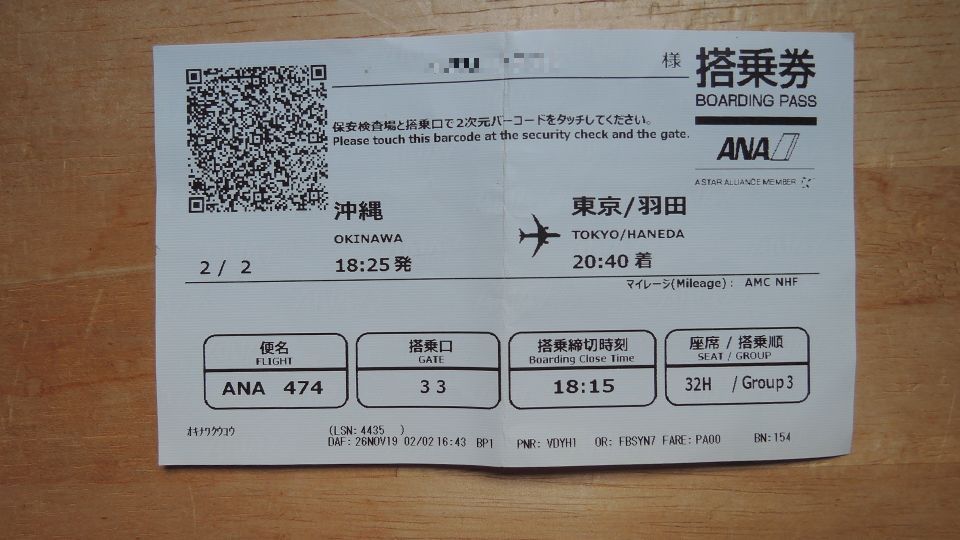 様
搭乗券
BOARDING PASS
保安検査場と搭乗口で2次元バーコードをタッチしてください。
Please touch this barcode at the security check and the gate.
ANA
A STAR ALLIANCE MEMBER
沖縄
OKINAWA
18:25 発
東京/羽田
TOKYO/HANEDA
20:40 着
2 / 2
マイレージ(Mileage) : AMC NHF
便名
FLIGHT
ANA 474
搭乗口
GATE
3 3
搭乗締切時刻
Boarding Close Time
18:15
座席 / 搭乗順
SEAT / GROUP
32H / Group 3
ｵｷﾅﾜｸｳｺｳ
(LSN: 4435 )
DAF: 26NOV19 02/02 16:43 BP1 PNR: VDYH1 OR: FBSYN7 FARE: PA00 BN: 154